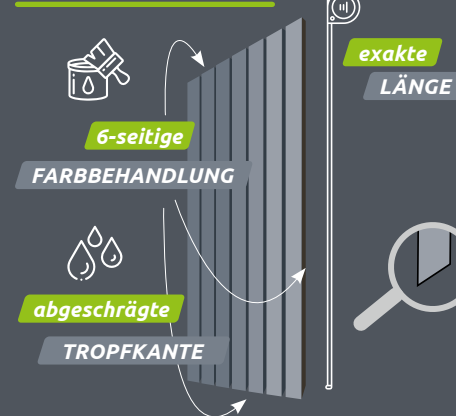 exakte
LÄNGE
6-seitige
FARBBEHANDLUNG
abgeschrägte
TROPFKANTE